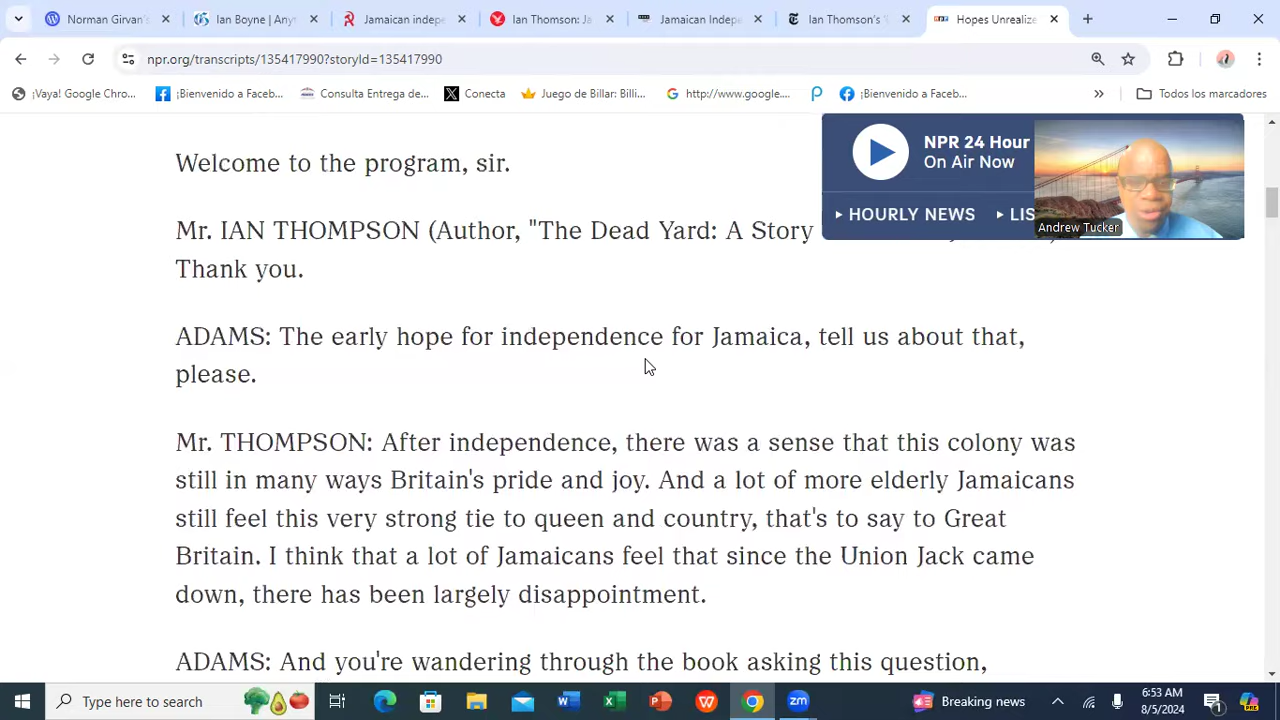 Norman Girvan's
Ian Boyne | Any
Jamaican indepe
Ian Thomson: Ja
Jamaican Indepe
Ian Thomson's '
Hopes Unrealize
npr.org/transcripts/135417990?storyId=135417990
¡Vaya! Google Chro...
¡Bienvenido a Faceb...
Consulta Entrega de...
Conecta
Juego de Billar: Billi...
http://www.google....
¡Bienvenido a Faceb...
Todos los marcadores
NPR 24 Hour
On Air Now
HOURLY NEWS
LIS
Andrew Tucker
Welcome to the program, sir.
Mr. IAN THOMPSON (Author, "The Dead Yard: A Story
Thank you.
ADAMS: The early hope for independence for Jamaica, tell us about that,
please.
Mr. THOMPSON: After independence, there was a sense that this colony was
still in many ways Britain's pride and joy. And a lot of more elderly Jamaicans
still feel this very strong tie to queen and country, that's to say to Great
Britain. I think that a lot of Jamaicans feel that since the Union Jack came
down, there has been largely disappointment.
ADAMS: And you're wandering through the book asking this question,
Type here to search
Breaking news
6:53 AM
8/5/2024